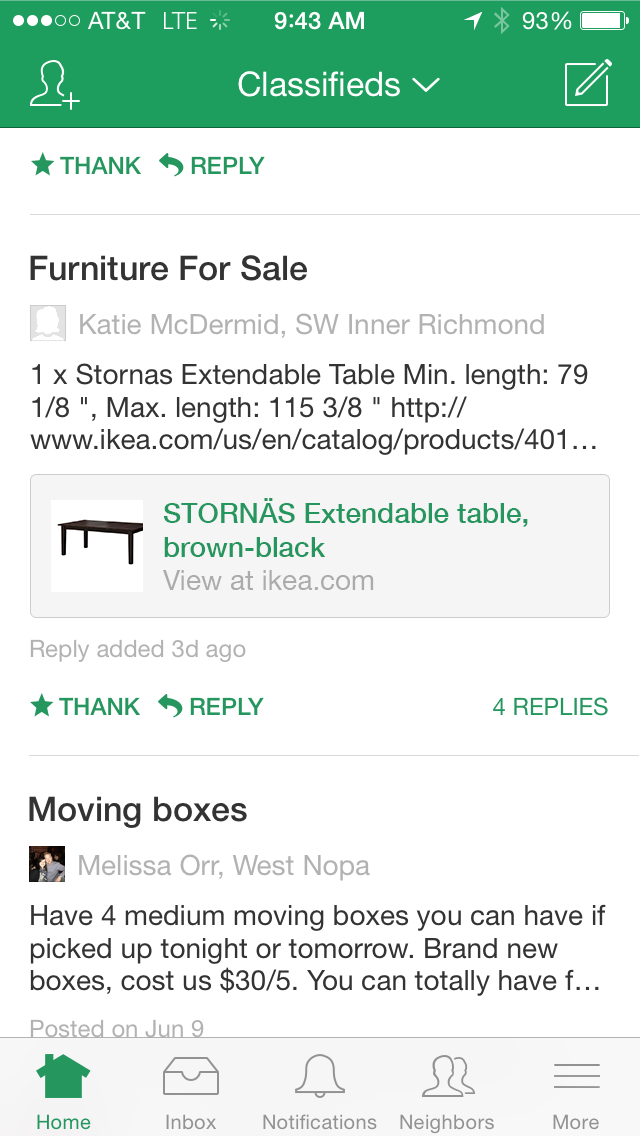 AT&T LTE 9:43 AM 93%
Classifieds
THANK REPLY
Furniture For Sale
Katie McDermid, SW Inner Richmond
1 x Stornas Extendable Table Min. length: 79
1/8 ", Max. length: 115 3/8 " http://
www.ikea.com/us/en/catalog/products/401...
STORNÄS Extendable table,
brown-black
View at ikea.com
Reply added 3d ago
THANK REPLY 4 REPLIES
Moving boxes
Melissa Orr, West Nopa
Have 4 medium moving boxes you can have if
picked up tonight or tomorrow. Brand new
boxes, cost us $30/5. You can totally have f...
Posted on Jun 9
Home Inbox Notifications Neighbors More